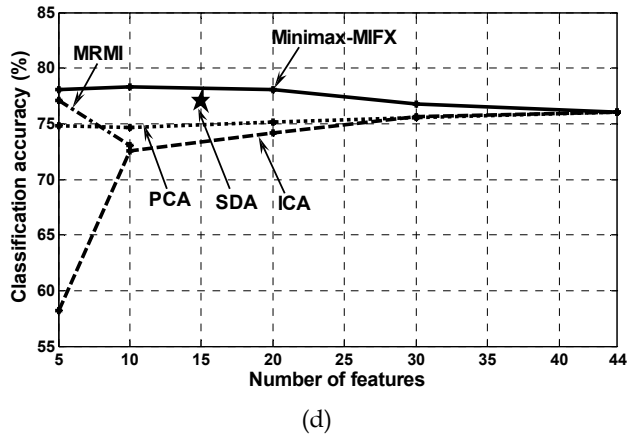 85
80
75
70
65
60
55
Classification accuracy (%)
MRMI
Minimax-MIFX
PCA
SDA
ICA
5 10 15 20 25 30 35 40 44
Number of features
(d)